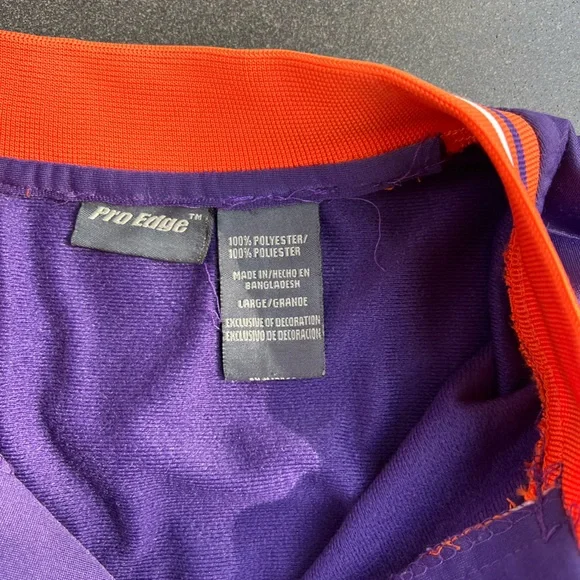 Pro Edge™
100% POLYESTER/
100% POLIESTER
MADE IN/HECHO EN
BANGLADESH
LARGE/GRANDE
EXCLUSIVE OF DECORATION
EXCLUSIVO DE DECORACION